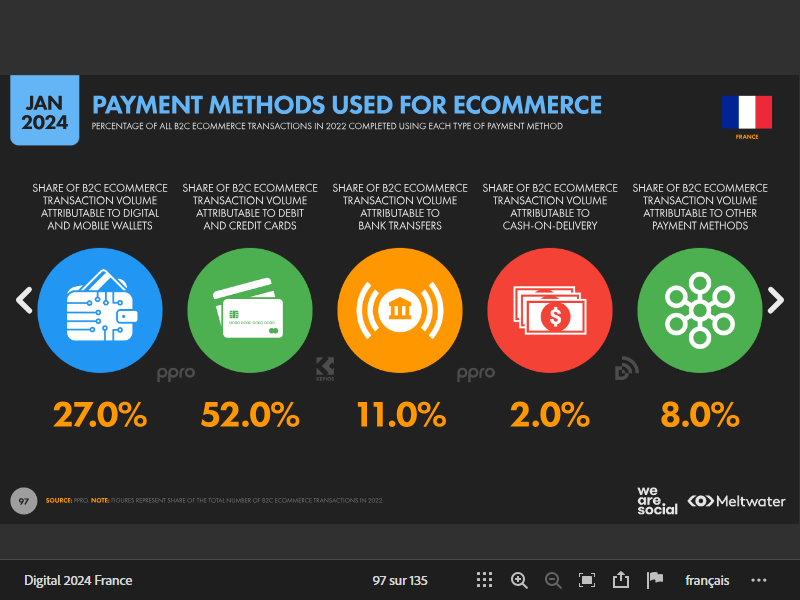 JAN
2024
PAYMENT METHODS USED FOR ECOMMERCE
PERCENTAGE OF ALL B2C ECOMMERCE TRANSACTIONS IN 2022 COMPLETED USING EACH TYPE OF PAYMENT METHOD
FRANCE
SHARE OF B2C ECOMMERCE
TRANSACTION VOLUME
ATTRIBUTABLE TO DIGITAL
AND MOBILE WALLETS
SHARE OF B2C ECOMMERCE
TRANSACTION VOLUME
ATTRIBUTABLE TO DEBIT
AND CREDIT CARDS
SHARE OF B2C ECOMMERCE
TRANSACTION VOLUME
ATTRIBUTABLE TO
BANK TRANSFERS
SHARE OF B2C ECOMMERCE
TRANSACTION VOLUME
ATTRIBUTABLE TO
CASH-ON-DELIVERY
SHARE OF B2C ECOMMERCE
TRANSACTION VOLUME
ATTRIBUTABLE TO OTHER
PAYMENT METHODS
$
ppro
KEPIOS
ppro
27.0%
52.0%
11.0%
2.0%
8.0%
97
SOURCE: PPRO. NOTE: FIGURES REPRESENT SHARE OF THE TOTAL NUMBER OF B2C ECOMMERCE TRANSACTIONS IN 2022.
we
are
social
Meltwater
Digital 2024 France
97 sur 135
français